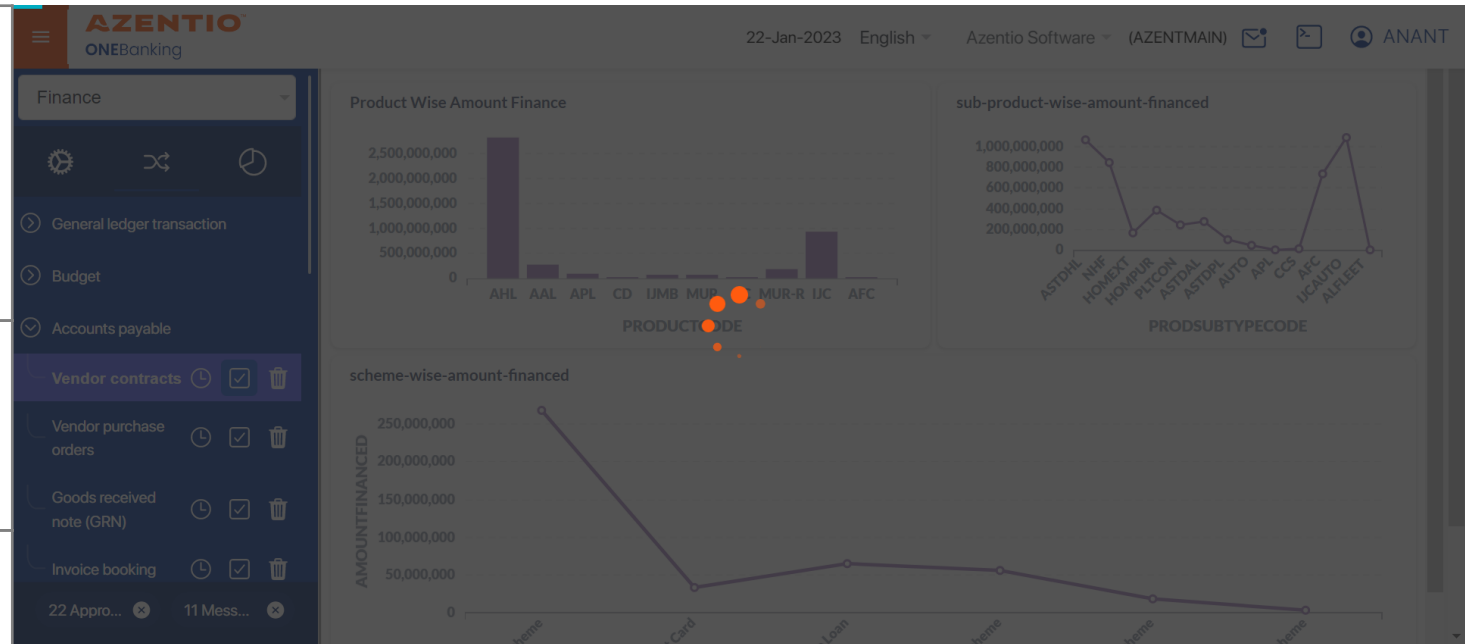 AZENTIO
ONEBanking
22-Jan-2023 English Azentio Software (AZENTMAIN) ANANT
Finance
General ledger transaction
Budget
Accounts payable
Vendor contracts
Vendor purchase
orders
Goods received
note (GRN)
Invoice booking
22 Appro...
11 Mess...
Product Wise Amount Finance
2,500,000,000
2,000,000,000
1,500,000,000
1,000,000,000
500,000,000
0
AHL AAL APL CD IJMB MUR MUR-R IJC AFC
sub-product-wise-amount-financed
1,000,000,000
800,000,000
600,000,000
400,000,000
200,000,000
0
ASTDHL NHF HOMEXT HOMPUR PLTCON ALFDAL ASTDPL AUTO APL CCS AFC IJCAUTO ALFLEET
PRODSUBTYPECODE
scheme-wise-amount-financed
AMOUNTFINANCED
250,000,000
200,000,000
150,000,000
100,000,000
50,000,000
0